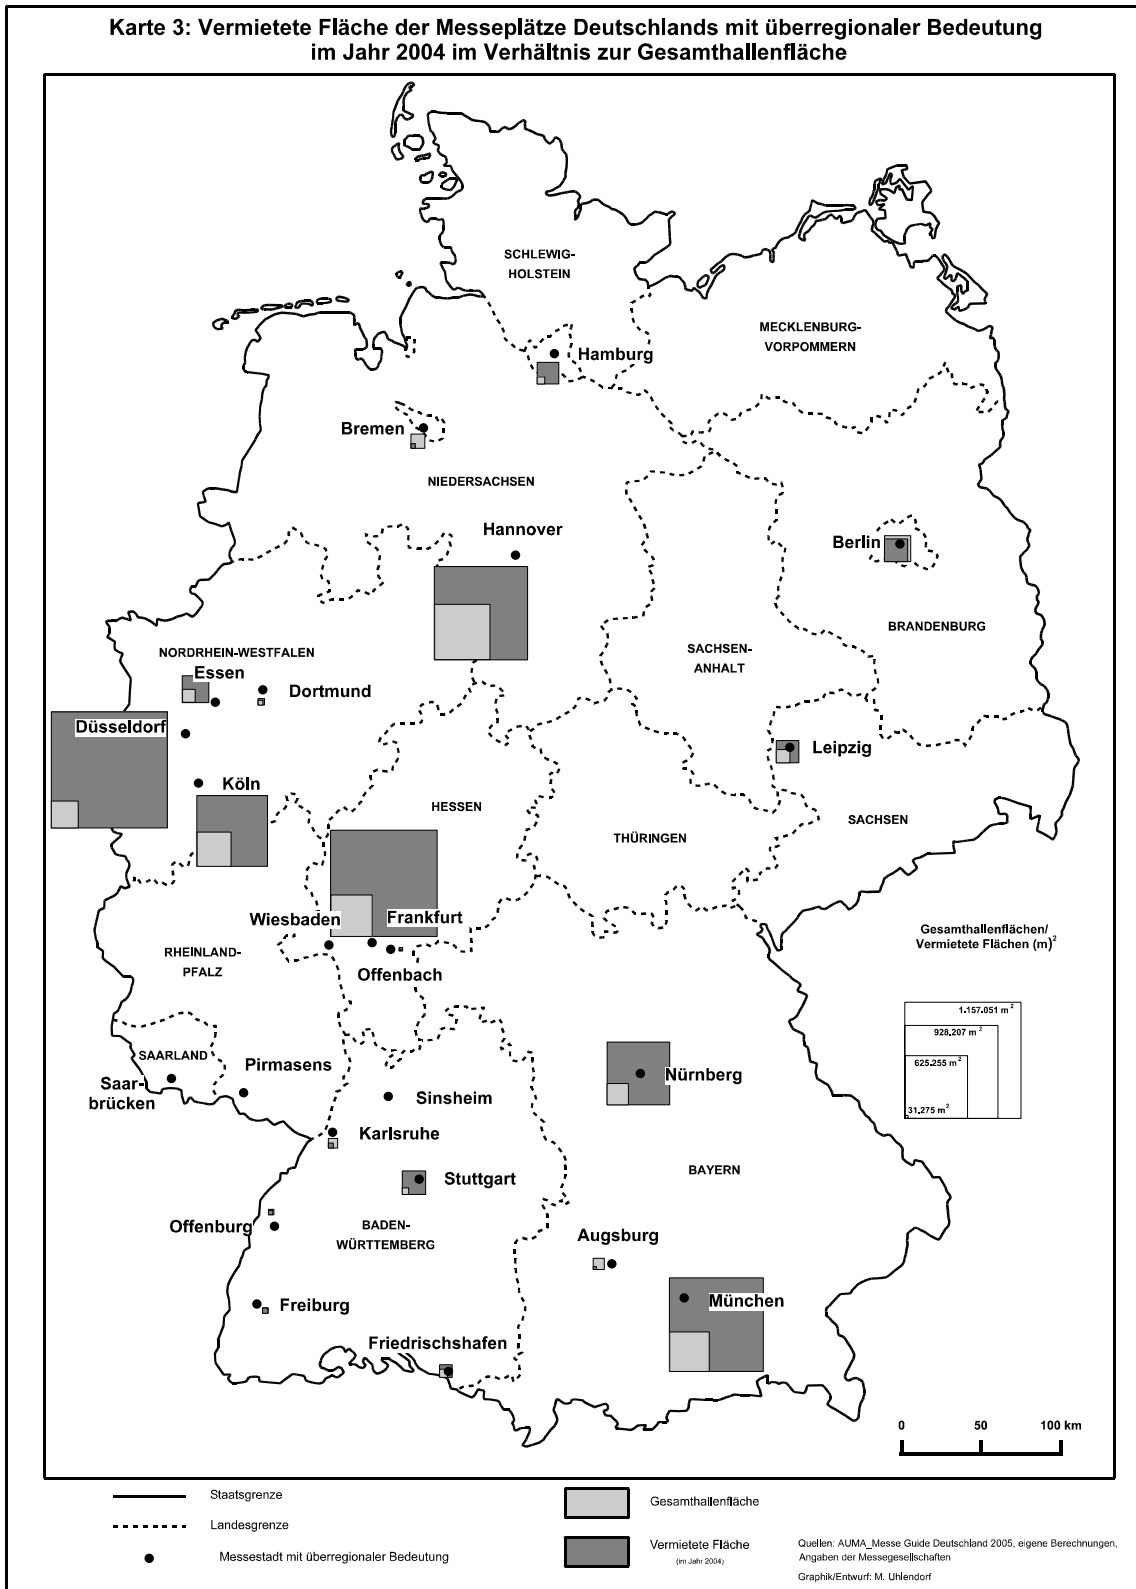 Karte 3: Vermietete Fläche der Messeplätze Deutschlands mit überregionaler Bedeutung
im Jahr 2004 im Verhältnis zur Gesamthallenfläche
SCHLEWIG-
HOLSTEIN
MECKLENBURG-
VORPOMMERN
Hamburg
Bremen
NIEDERSACHSEN
Hannover
Berlin
BRANDENBURG
SACHSEN-
ANHALT
NORDRHEIN-WESTFALEN
Essen
Dortmund
Düsseldorf
Köln
Leipzig
HESSEN
SACHSEN
THÜRINGEN
Wiesbaden
Frankfurt
Offenbach
RHEINLAND-
PFALZ
Gesamthallenflächen/
Vermietete Flächen (m)²
1.157.051 m²
928.207 m²
625.255 m²
31.275 m²
SAARLAND
Saar-
brücken
Pirmasens
Sinsheim
Nürnberg
Karlsruhe
Stuttgart
BAYERN
Offenburg
BADEN-
WÜRTTEMBERG
Augsburg
Freiburg
München
Friedrischshafen
0 50 100 km
Staatsgrenze
Landesgrenze
Messestadt mit überregionaler Bedeutung
Gesamthallenfläche
Vermietete Fläche
(im Jahr 2004)
Quellen: AUMA_Messe Guide Deutschland 2005, eigene Berechnungen,
Angaben der Messegesellschaften
Graphik/Entwurf: M. Uhlendorf